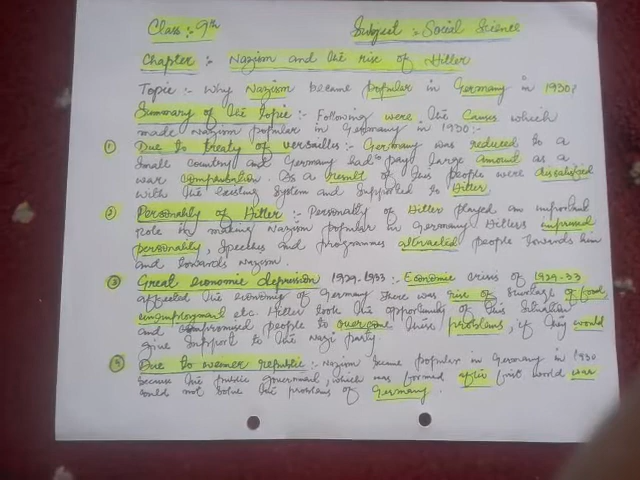 Class :- 9th Subject :- Social Science
Chapter :- Nazism and the rise of Hitler
Topic :- Why Nazism became popular in Germany in 1930?
Summary of the topic :- Following were the causes which
made Nazism popular in Germany in 1930:-
① Due to treaty of versailles :- Germany was reduced to a
small country and Germany had to pay large amount as a
war compansation. As a result of this people were dissatisfied
with the existing system and supported to Hitler
② Personality of Hitler :- Personality of Hitler played an important
role in making Nazism popular in Germany Hitlers
personality, speeches and programmes attracted people towards him
and towards nazism.
③ Great economic depression 1929-1933 :- Economic crisis of 1929-33
affected the economy of Germany there was rise of shortage of food,
unemployment etc. Hitler took the opportunity of this situation
and people to overcome their problems, if they would
give support to the Nazi party
④ Due to wemer republic :- Nazism became popular in Germany in 1930
because the public , which was formed after first world war
could not solve the problems of Germany.